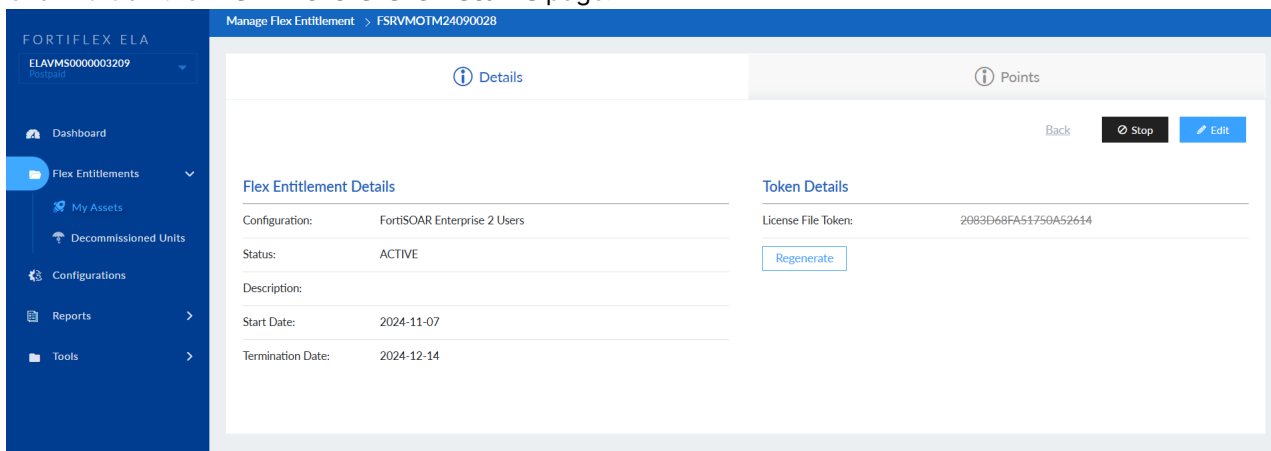 Manage Flex Entitlement > FSRVMOTM24090028
FORTIFLEX ELA
ELAVMS0000003209
Postpaid
Details
Points
Dashboard
Back
Stop
Edit
Flex Entitlements
My Assets
Decommissioned Units
Configurations
Reports
Tools
Flex Entitlement Details
Configuration: FortiSOAR Enterprise 2 Users
Status: ACTIVE
Description:
Start Date: 2024-11-07
Termination Date: 2024-12-14
Token Details
License File Token: 2083D68FA51750A52614
Regenerate